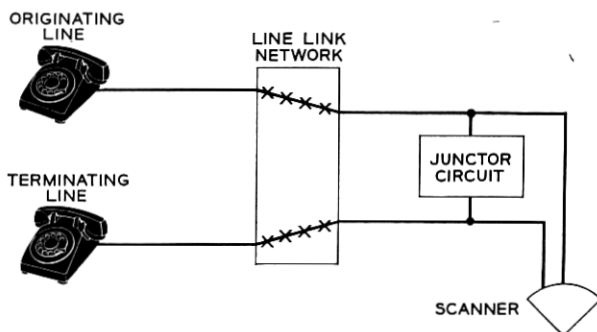 ORIGINATING
LINE
LINE LINK
NETWORK
JUNCTOR
CIRCUIT
TERMINATING
LINE
SCANNER